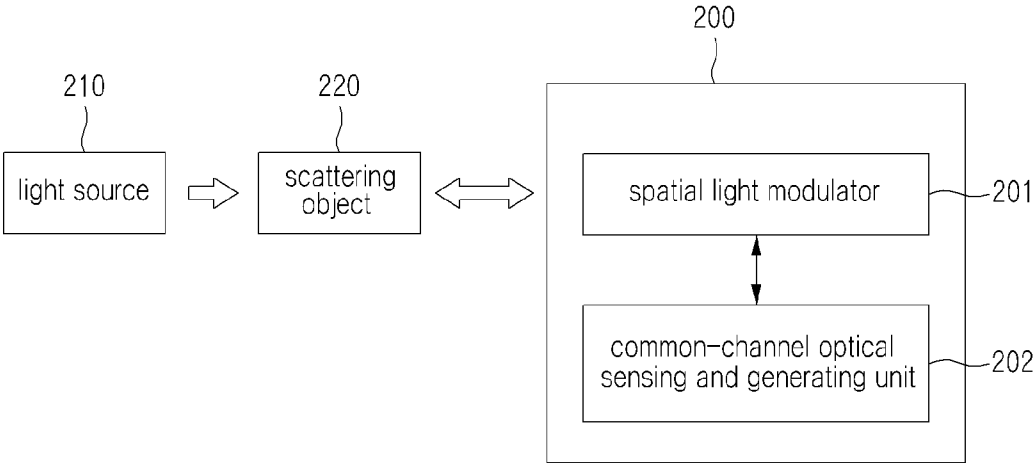 200
210
220
light source
scattering
object
spatial light modulator
201
common-channel optical
sensing and generating unit
202